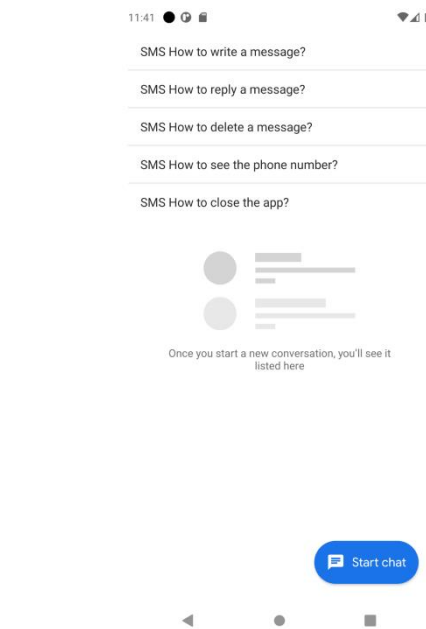 11:41
SMS How to write a message?
SMS How to reply a message?
SMS How to delete a message?
SMS How to see the phone number?
SMS How to close the app?
Once you start a new conversation, you'll see it
listed here
Start chat